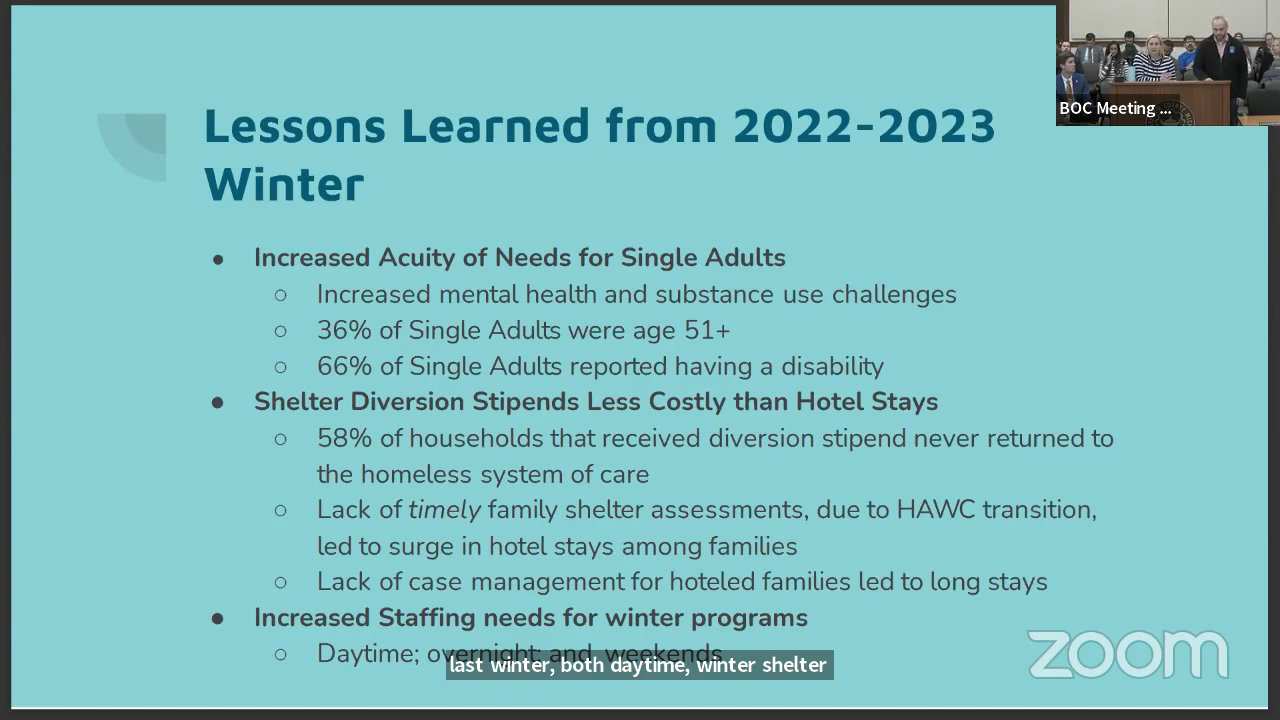 BOC Meeting ...
Lessons Learned from 2022-2023
Winter
● Increased Acuity of Needs for Single Adults
○ Increased mental health and substance use challenges
○ 36% of Single Adults were age 51+
○ 66% of Single Adults reported having a disability
● Shelter Diversion Stipends Less Costly than Hotel Stays
○ 58% of households that received diversion stipend never returned to
the homeless system of care
○ Lack of timely family shelter assessments, due to HAWC transition,
led to surge in hotel stays among families
○ Lack of case management for hoteled families led to long stays
● Increased Staffing needs for winter programs
○ Daytime; overnight; and, weekends
last winter, both daytime, winter shelter
zoom